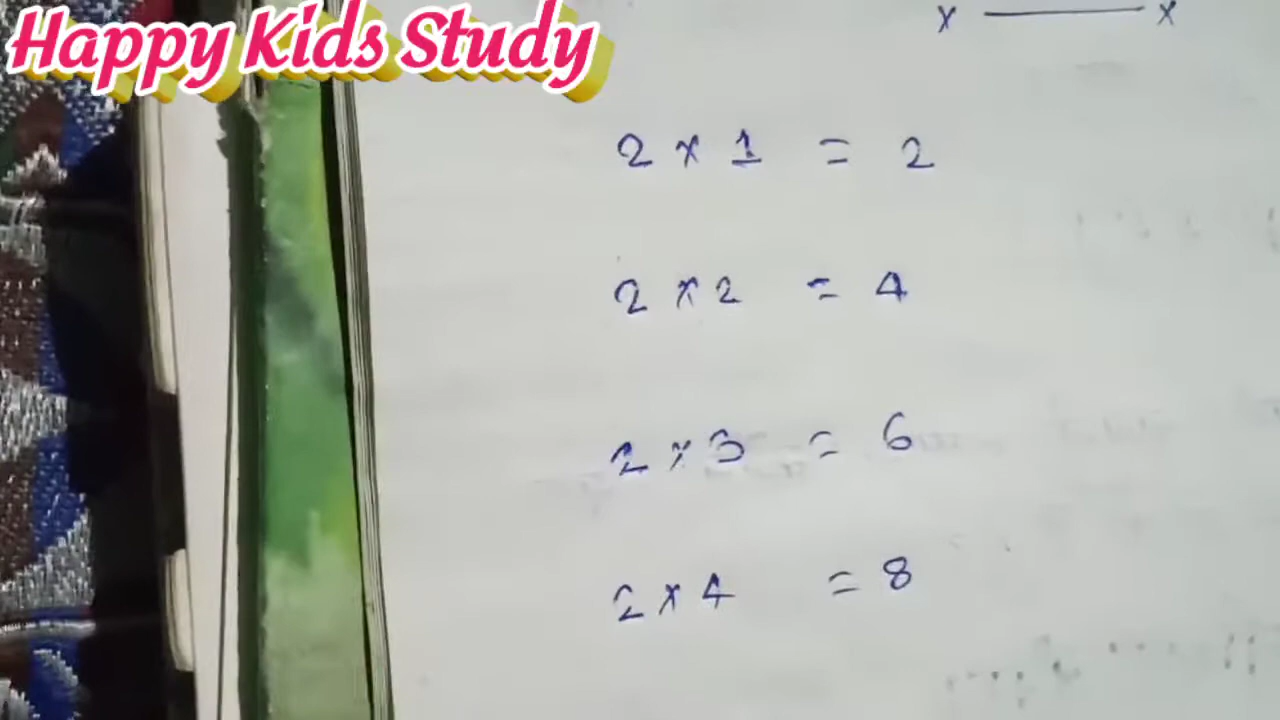 Happy Kids Study
x —— x
2 x 1 = 2
2 x 2 = 4
2 x 3 = 6
2 x 4 = 8